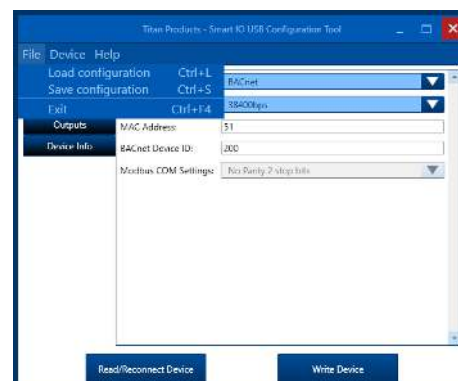 Titan Products - Smart IO USB Configuration Tool
File Device Help
Load configuration Ctrl+L
Save configuration Ctrl+S
Exit Ctrl+F4
BACnet
38400bps
Outputs
MAC Address: 51
Device Info
BACnet Device ID: 200
Modbus COM Settings: No Parity 2 stop bits
Read/Reconnect Device
Write Device